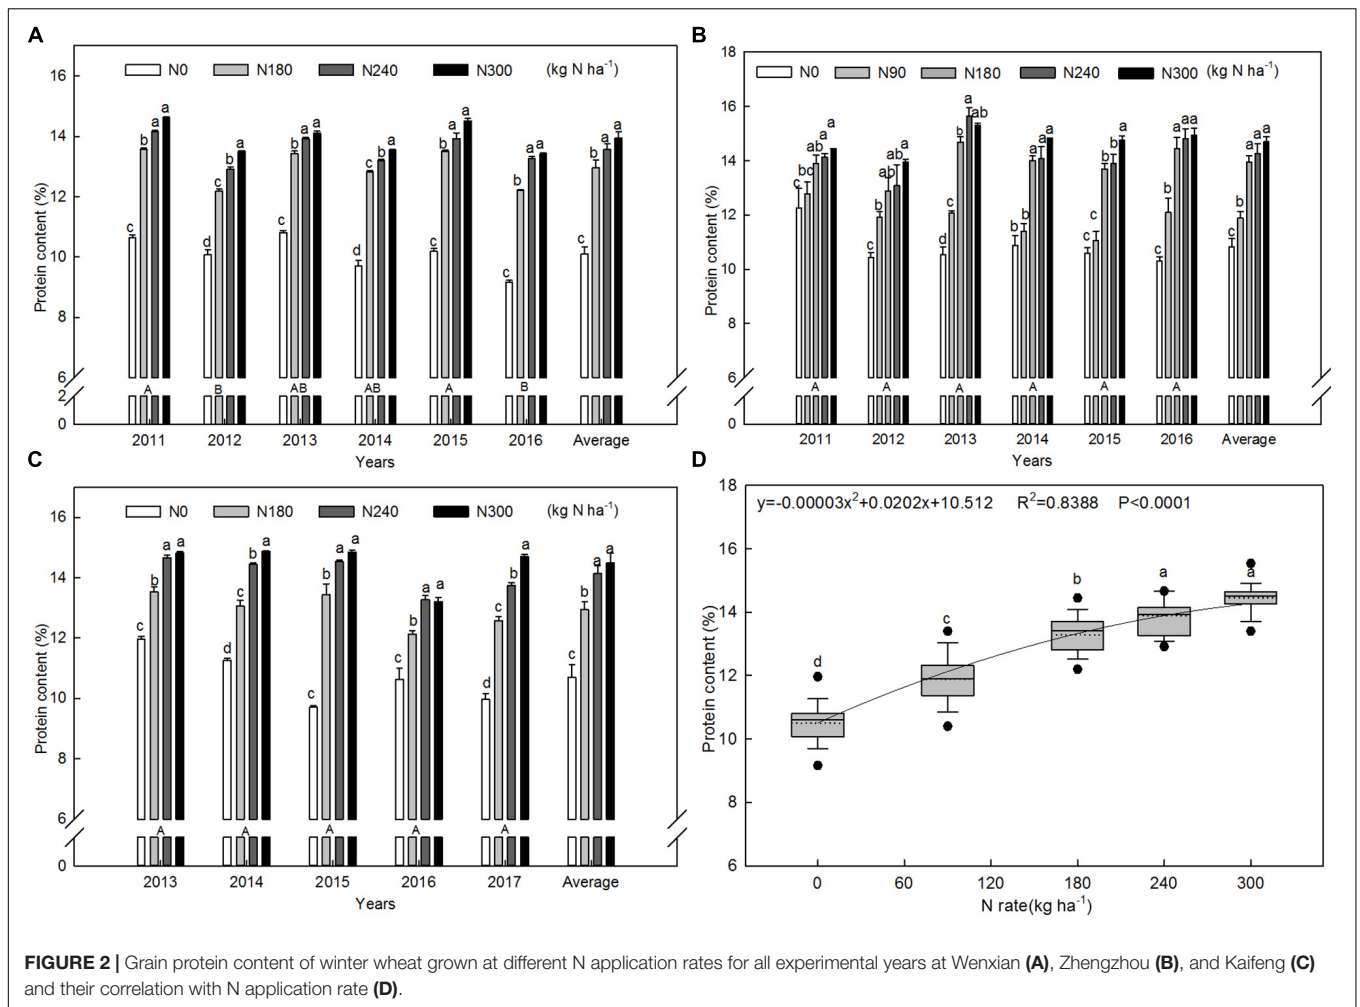 A
N0 N180 N240 N300 (kg N ha⁻¹)
16
14
12
10
8
6
2
0
Protein content (%)
c b a a
d c b a
c b a a
d c b a
c b a a
c b a a
c b a a
A B AB AB A B
2011 2012 2013 2014 2015 2016 Average
Years
B
N0 N90 N180 N240 N300 (kg N ha⁻¹)
18
16
14
12
10
8
6
0
Protein content (%)
c bc ab a a
c b ab ab a
d c b a ab
b b a a a
c c b b a
c b a a a
c b a a a
A A A A A A
2011 2012 2013 2014 2015 2016 Average
Years
C
N0 N180 N240 N300 (kg N ha⁻¹)
16
14
12
10
8
6
0
Protein content (%)
c b a a
d c b a
c b a a
c b a a
d c b a
c b a a
A A A A A
2013 2014 2015 2016 2017 Average
Years
D
y=-0.00003x²+0.0202x+10.512 R²=0.8388 P<0.0001
18
16
14
12
10
8
6
Protein content (%)
d c b a a
0 60 120 180 240 300
N rate(kg ha⁻¹)
FIGURE 2 | Grain protein content of winter wheat grown at different N application rates for all experimental years at Wenxian (A), Zhengzhou (B), and Kaifeng (C)
and their correlation with N application rate (D).